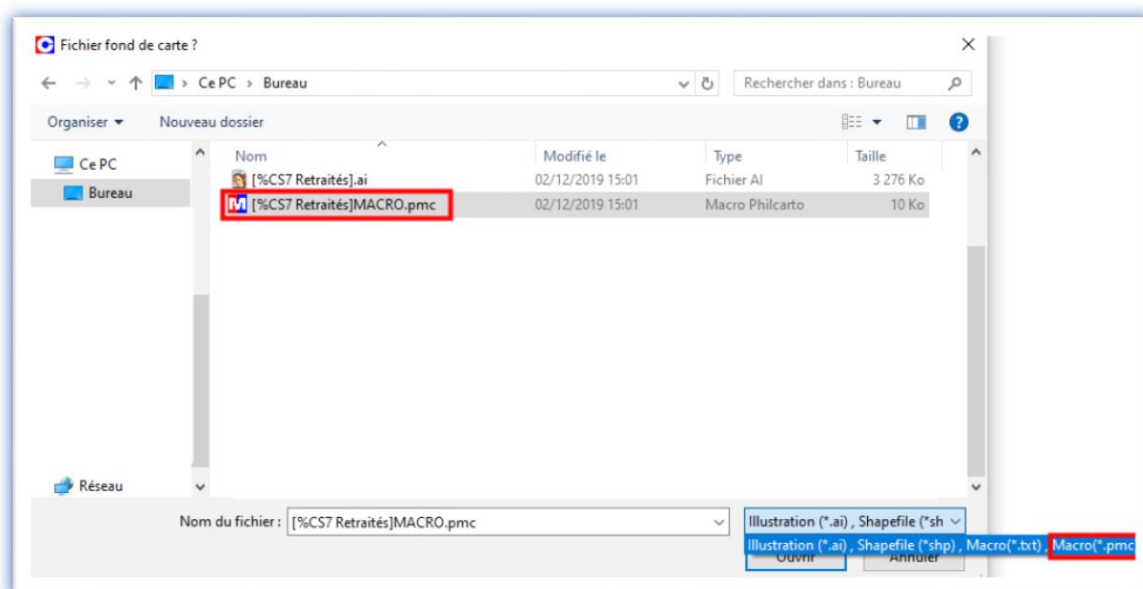 Fichier fond de carte ?
Ce PC > Bureau
Rechercher dans : Bureau
Organiser
Nouveau dossier
Ce PC
Bureau
Nom Modifié le Type Taille
[%CS7 Retraités].ai 02/12/2019 15:01 Fichier AI 3 276 Ko
[%CS7 Retraités]MACRO.pmc 02/12/2019 15:01 Macro Philcarto 10 Ko
Réseau
Nom du fichier : [%CS7 Retraités]MACRO.pmc
Illustration (*.ai) , Shapefile (*sh
Illustration (*.ai) , Shapefile (*shp) , Macro(*.txt) , Macro(*.pmc
Ouvrir Annuler